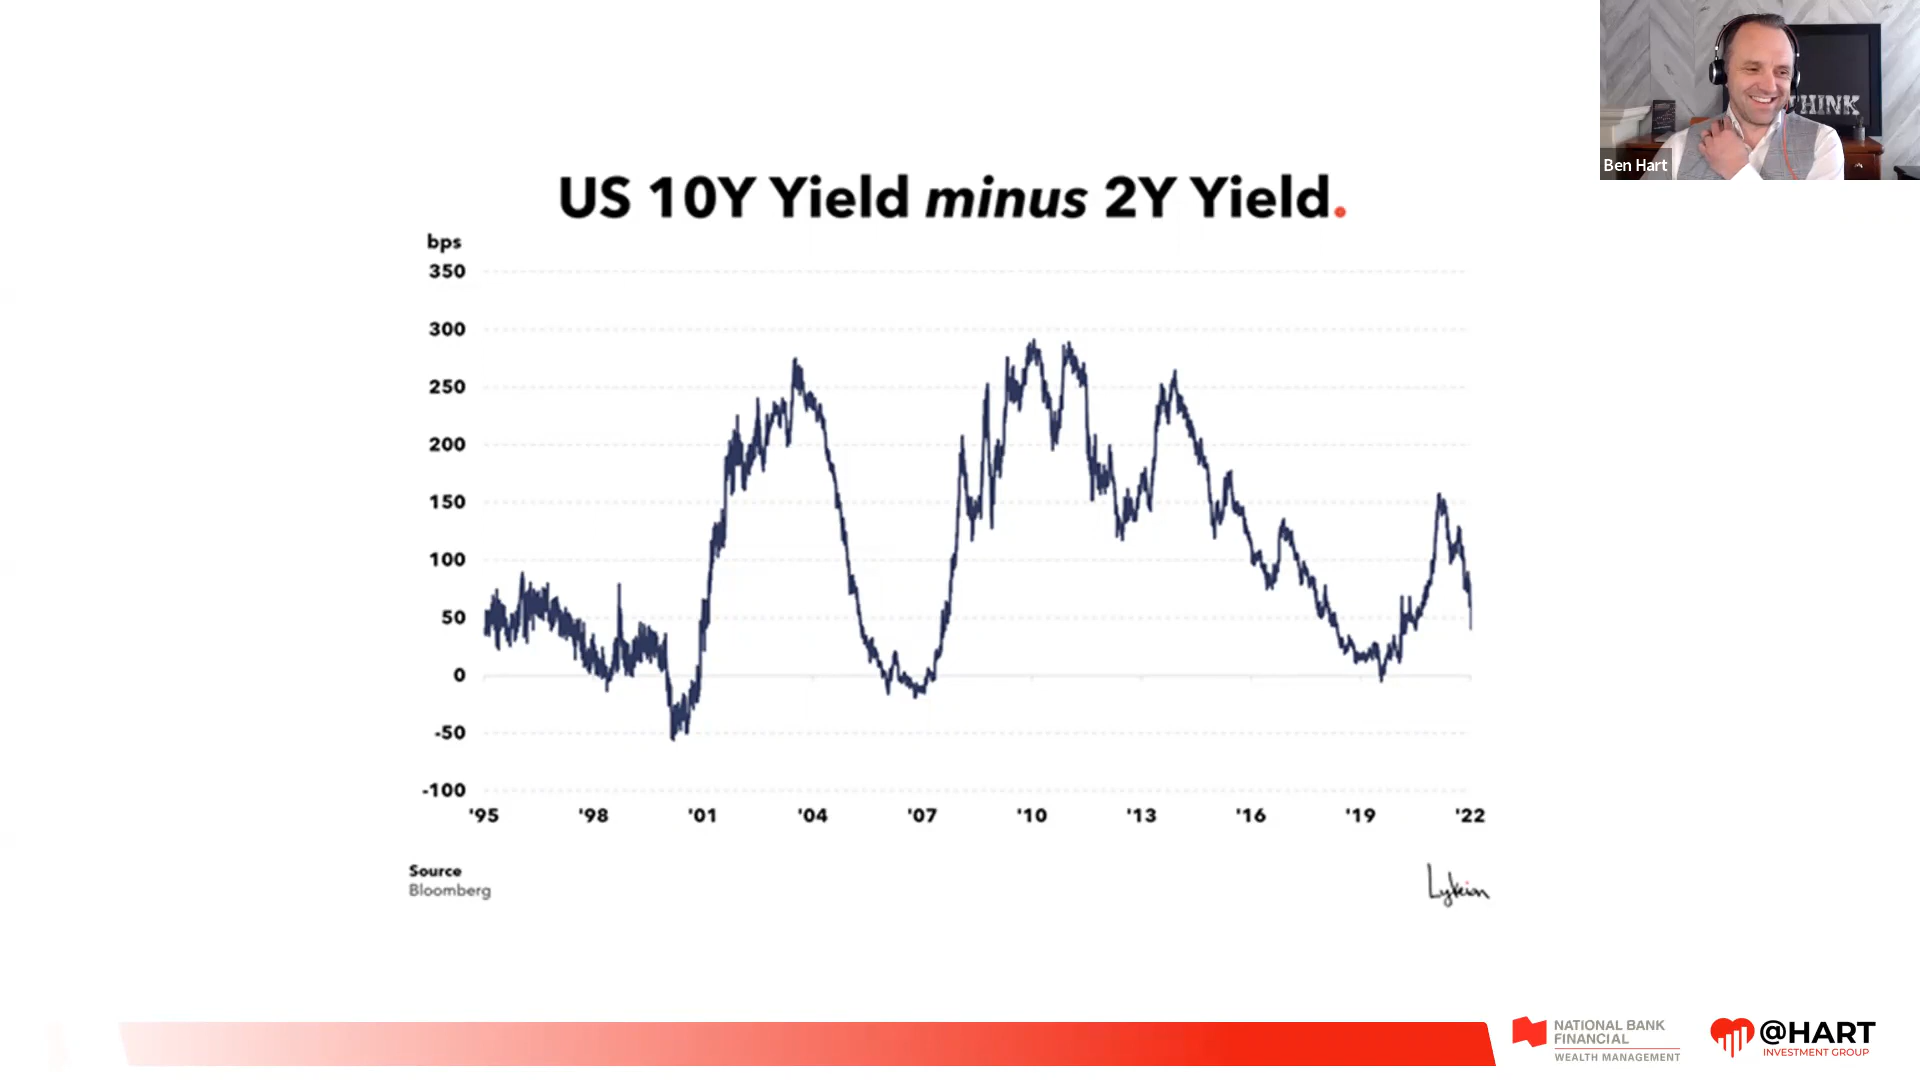 THINK
Ben Hart
US 10Y Yield minus 2Y Yield.
bps
350
300
250
200
150
100
50
0
-50
-100
'95 '98 '01 '04 '07 '10 '13 '16 '19 '22
Source
Bloomberg
Lykeion
NATIONAL BANK
FINANCIAL
WEALTH MANAGEMENT
@HART
INVESTMENT GROUP